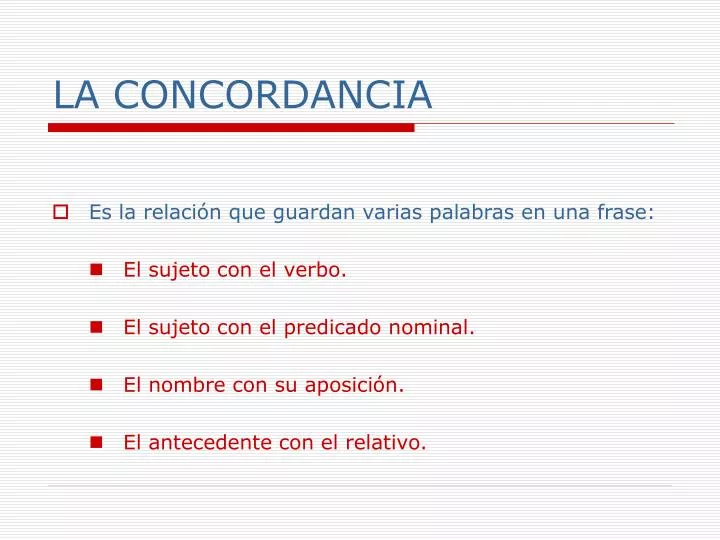 LA CONCORDANCIA
Es la relación que guardan varias palabras en una frase:
El sujeto con el verbo.
El sujeto con el predicado nominal.
El nombre con su aposición.
El antecedente con el relativo.